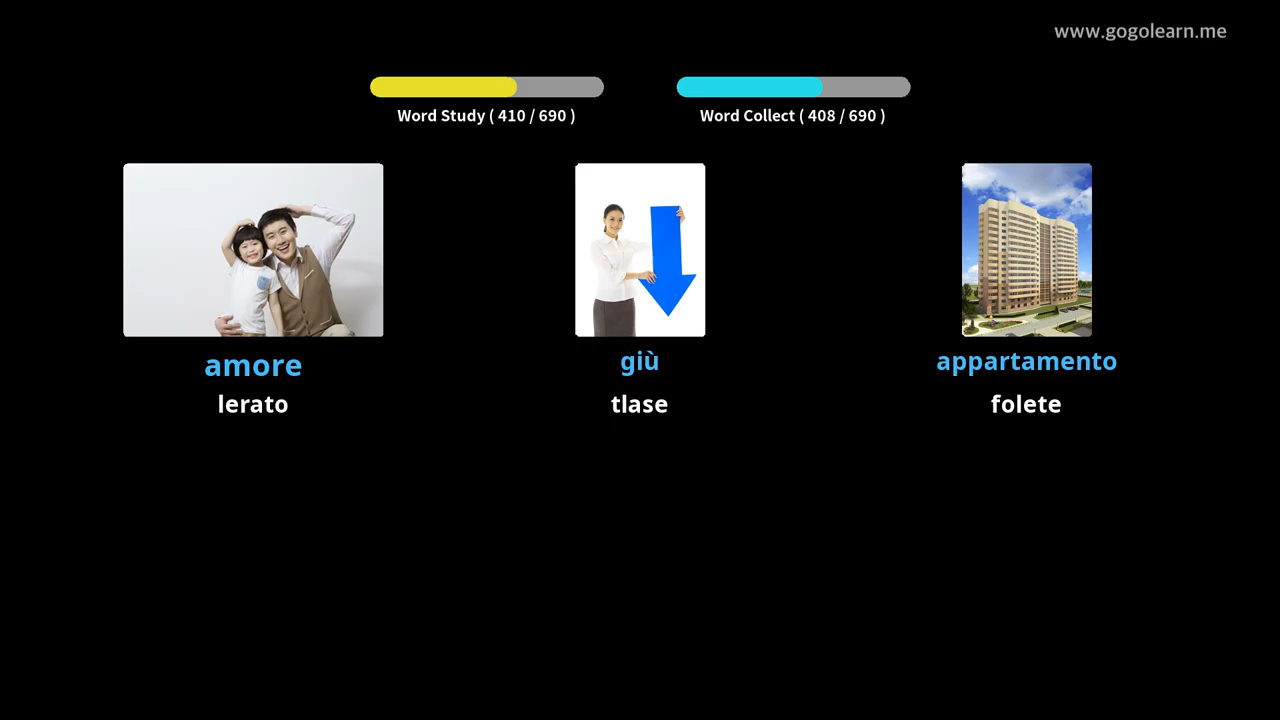 www.gogolearn.me
Word Study ( 410 / 690 )
Word Collect ( 408 / 690 )
amore
giù
appartamento
lerato
tlase
folete